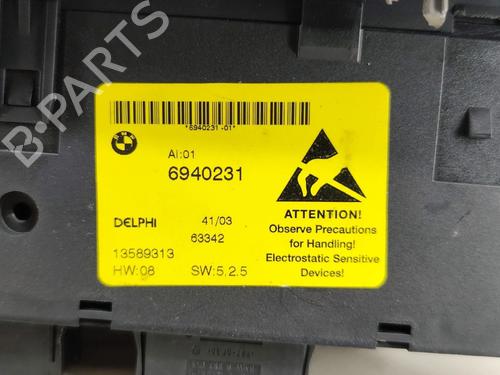 *6940231-01*
AI:01
6940231
DELPHI
41/03
63342
13589313
HW:08
SW:5,2.5
ATTENTION!
Observe Precautions
for Handling!
Electrostatic Sensitive
Devices!
B-PARTS